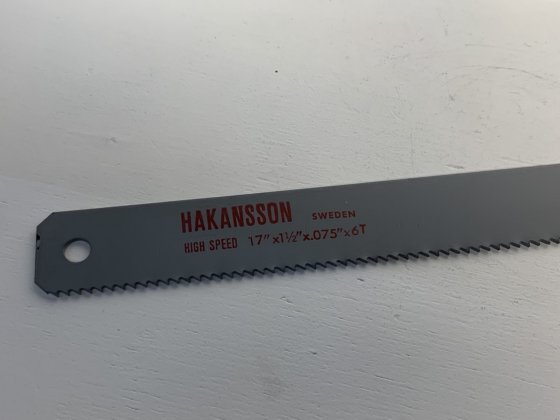 HAKANSSON SWEDEN
HIGH SPEED 17"x1½"x.075"x6T